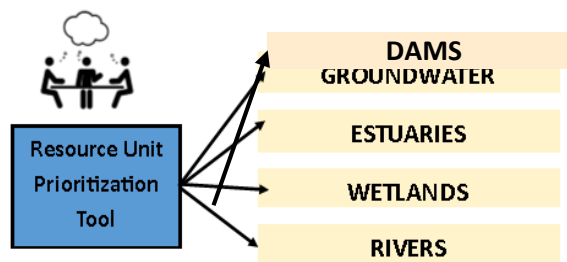 Resource Unit
Prioritization
Tool
DAMS
GROUNDWATER
ESTUARIES
WETLANDS
RIVERS